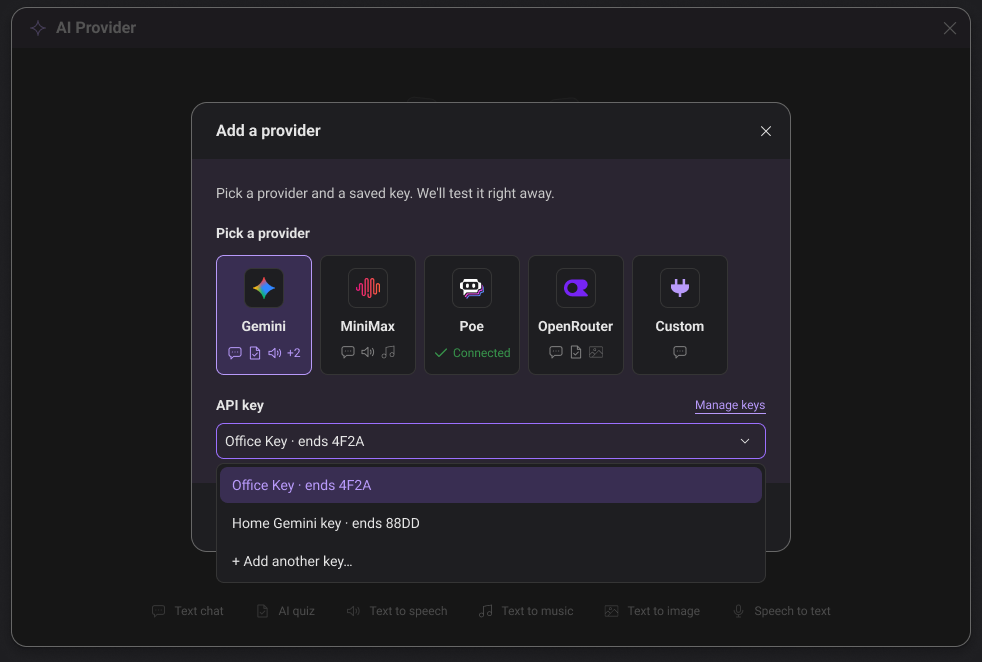 AI Provider
Add a provider
Pick a provider and a saved key. We'll test it right away.
Pick a provider
Gemini
MiniMax
Poe
OpenRouter
Custom
+2
Connected
API key
Manage keys
Office Key · ends 4F2A
Office Key · ends 4F2A
Home Gemini key · ends 88DD
+ Add another key...
Text chat
AI quiz
Text to speech
Text to music
Text to image
Speech to text